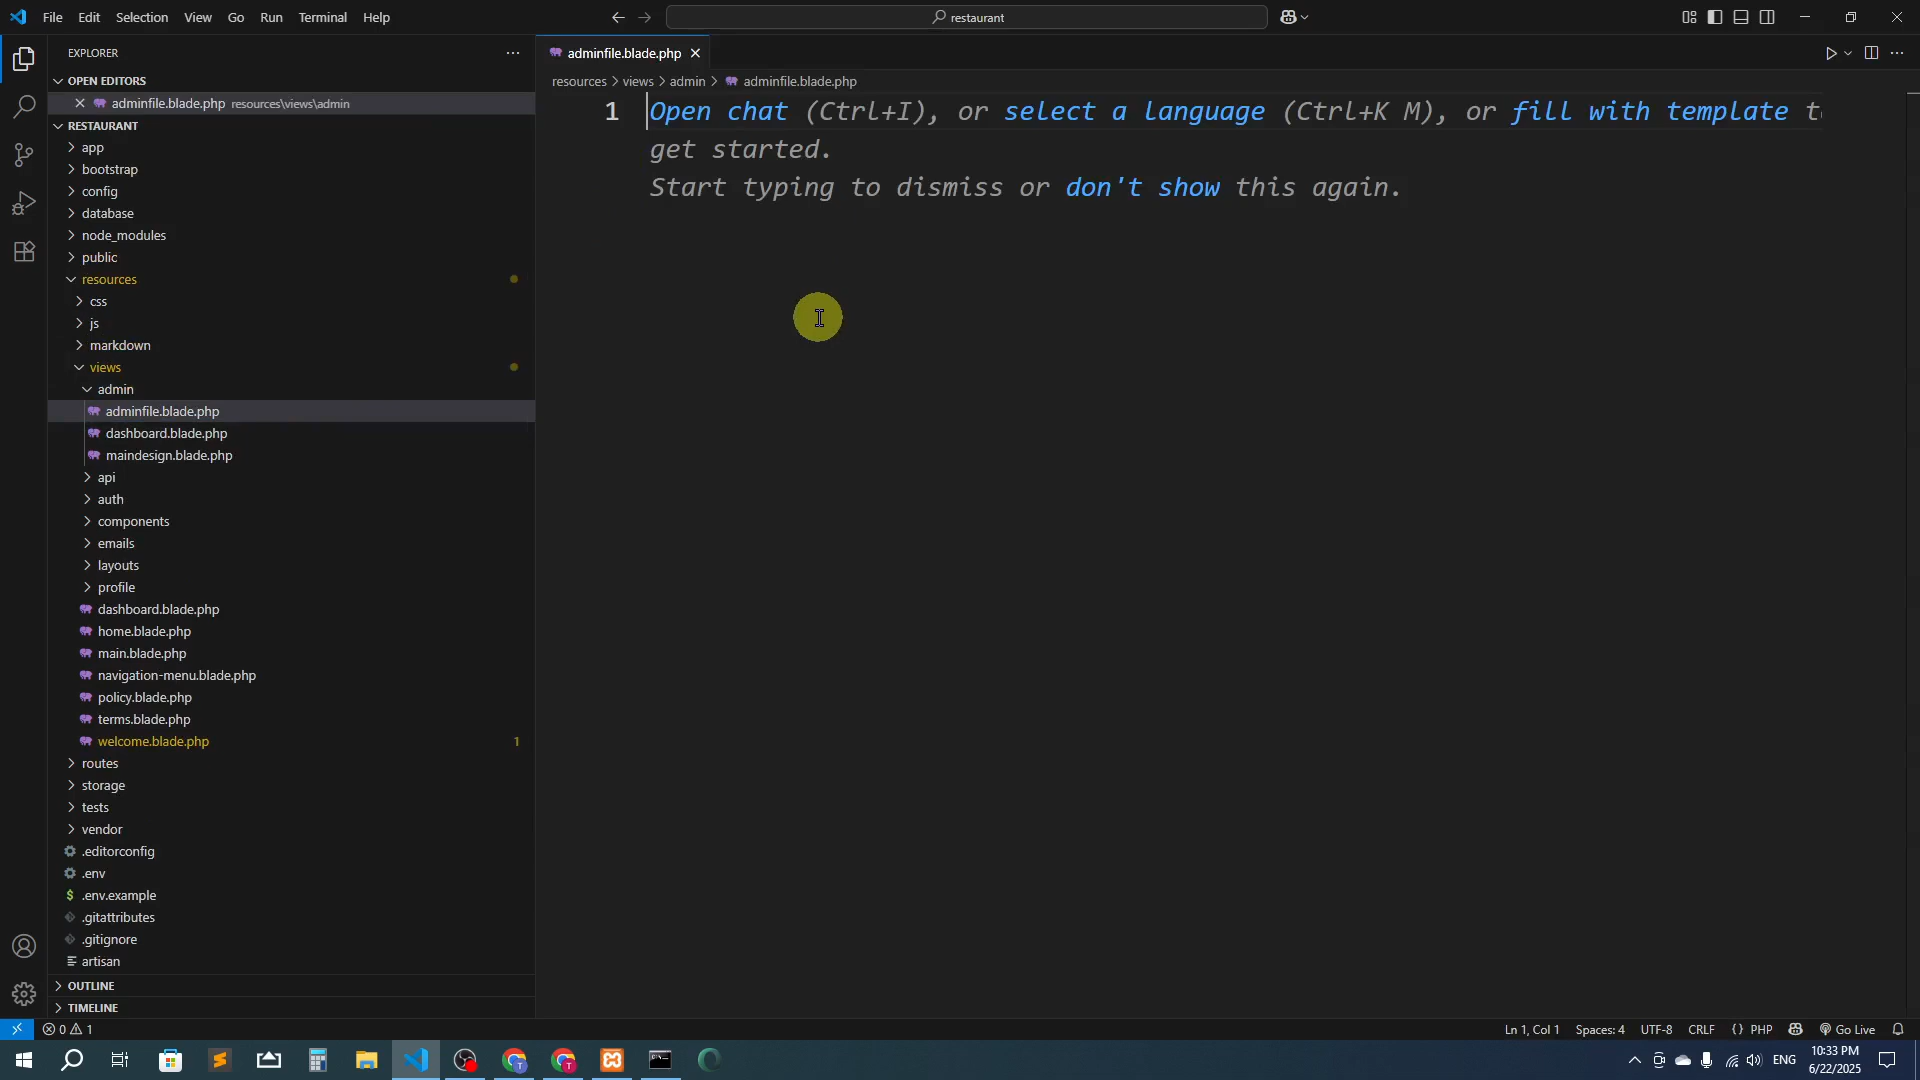 File Edit Selection View Go Run Terminal Help
restaurant
EXPLORER
OPEN EDITORS
adminfile.blade.php resources\views\admin
RESTAURANT
app
bootstrap
config
database
node_modules
public
resources
css
js
markdown
views
admin
adminfile.blade.php
dashboard.blade.php
maindesign.blade.php
api
auth
components
emails
layouts
profile
dashboard.blade.php
home.blade.php
main.blade.php
navigation-menu.blade.php
policy.blade.php
terms.blade.php
welcome.blade.php 1
routes
storage
tests
vendor
.editorconfig
.env
.env.example
.gitattributes
.gitignore
artisan
OUTLINE
TIMELINE
adminfile.blade.php
resources > views > admin > adminfile.blade.php
1 Open chat (Ctrl+I), or select a language (Ctrl+K M), or fill with template
get started.
Start typing to dismiss or don't show this again.
0 1
Ln 1, Col 1 Spaces: 4 UTF-8 CRLF {} PHP Go Live
ENG
10:33 PM
6/22/2025